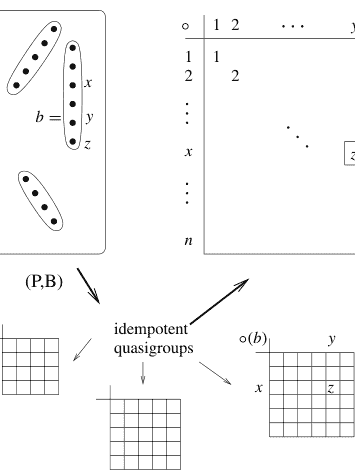 ∘ 1 2 ··· y
1 1
2 2
x
b = y
z
x z
n
(P,B)
idempotent
quasigroups
∘(b) y
x z